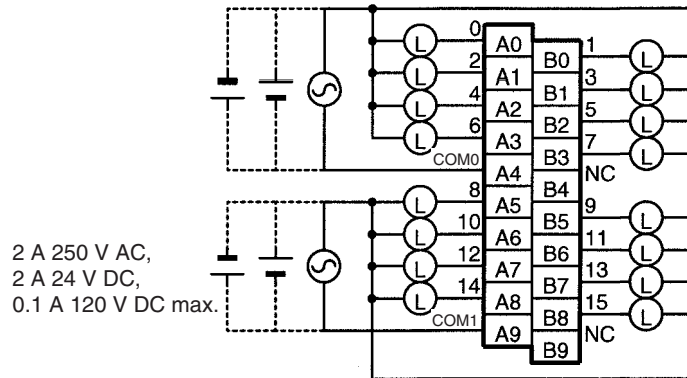 0 L A0 1
2 L A1 B0 L
4 L A2 B1 3 L
6 L A3 B2 5 L
COM0 A4 B3 7 L
NC
8 L A5 B4
10 L A6 B5 9 L
12 L A7 B6 11 L
14 L A8 B7 13 L
COM1 A9 B8 15 L
NC
B9
2 A 250 V AC,
2 A 24 V DC,
0.1 A 120 V DC max.